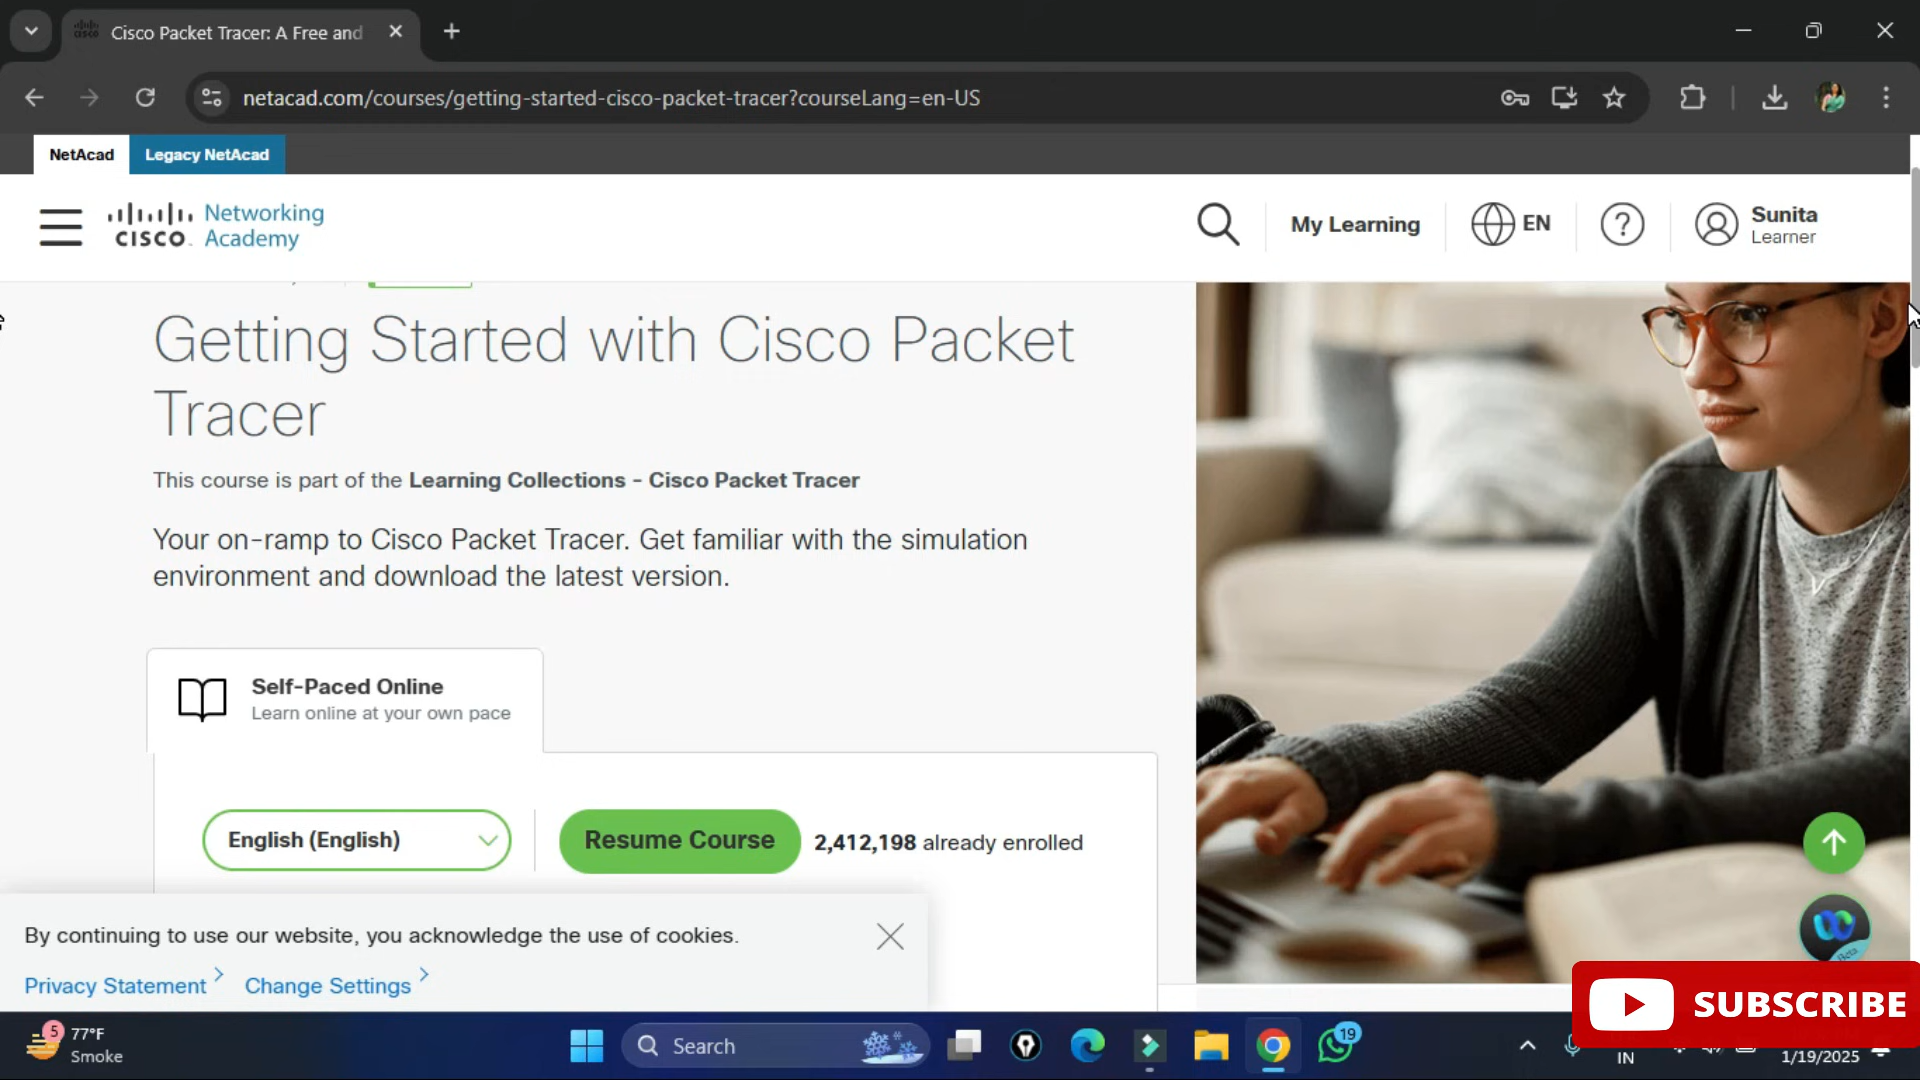 Cisco Packet Tracer: A Free and
netacad.com/courses/getting-started-cisco-packet-tracer?courseLang=en-US
NetAcad
Legacy NetAcad
CISCO
Networking
Academy
My Learning
EN
Sunita
Learner
Getting Started with Cisco Packet
Tracer
This course is part of the Learning Collections - Cisco Packet Tracer
Your on-ramp to Cisco Packet Tracer. Get familiar with the simulation
environment and download the latest version.
Self-Paced Online
Learn online at your own pace
English (English)
Resume Course
2,412,198 already enrolled
By continuing to use our website, you acknowledge the use of cookies.
Privacy Statement
Change Settings
Beta
SUBSCRIBE
5
77°F
Smoke
Search
19
IN
1/19/2025